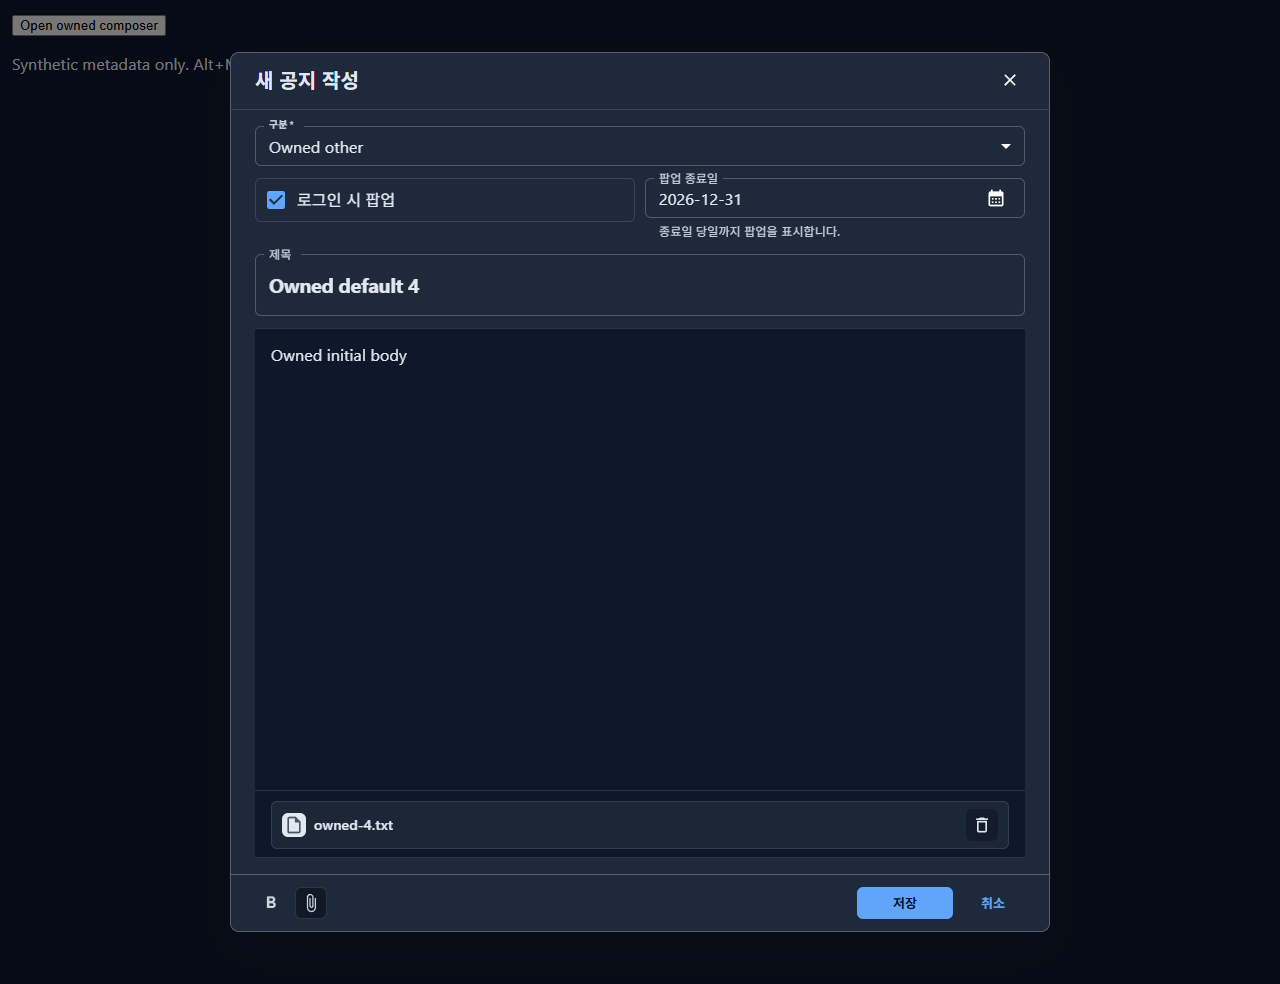 Open owned composer
Synthetic metadata only. Alt+
새 공지 작성
구분 *
Owned other
로그인 시 팝업
팝업 종료일
2026-12-31
종료일 당일까지 팝업을 표시합니다.
제목
Owned default 4
Owned initial body
owned-4.txt
B
저장
취소